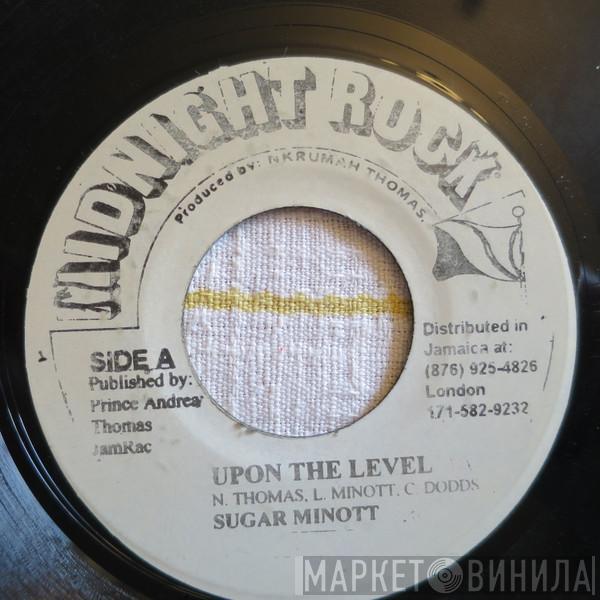 MIDNIGHT ROCK
Produced by: NKRUMAH THOMAS.
SIDE A
Published by:
Prince Andrew
Thomas
JamRac
Distributed in
Jamaica at:
(876) 925-4826
London
171-582-9232
UPON THE LEVEL
N. THOMAS, L. MINOTT, C. DODDS
SUGAR MINOTT
МАРКЕТ ВИНИЛА